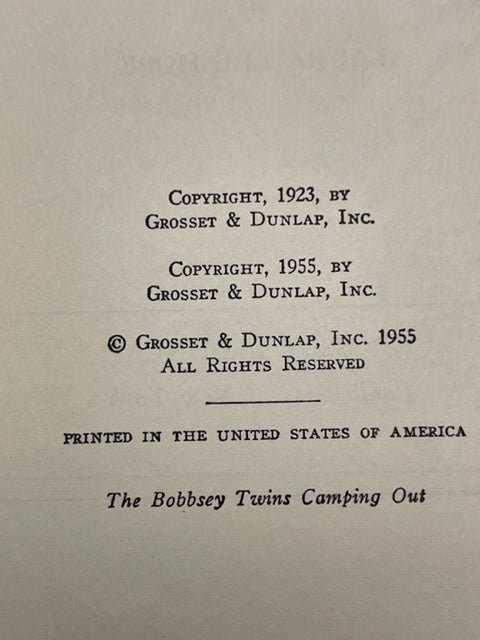 COPYRIGHT, 1923, BY
GROSSET & DUNLAP, INC.
COPYRIGHT, 1955, BY
GROSSET & DUNLAP, INC.
© GROSSET & DUNLAP, INC. 1955
ALL RIGHTS RESERVED
PRINTED IN THE UNITED STATES OF AMERICA
The Bobbsey Twins Camping Out